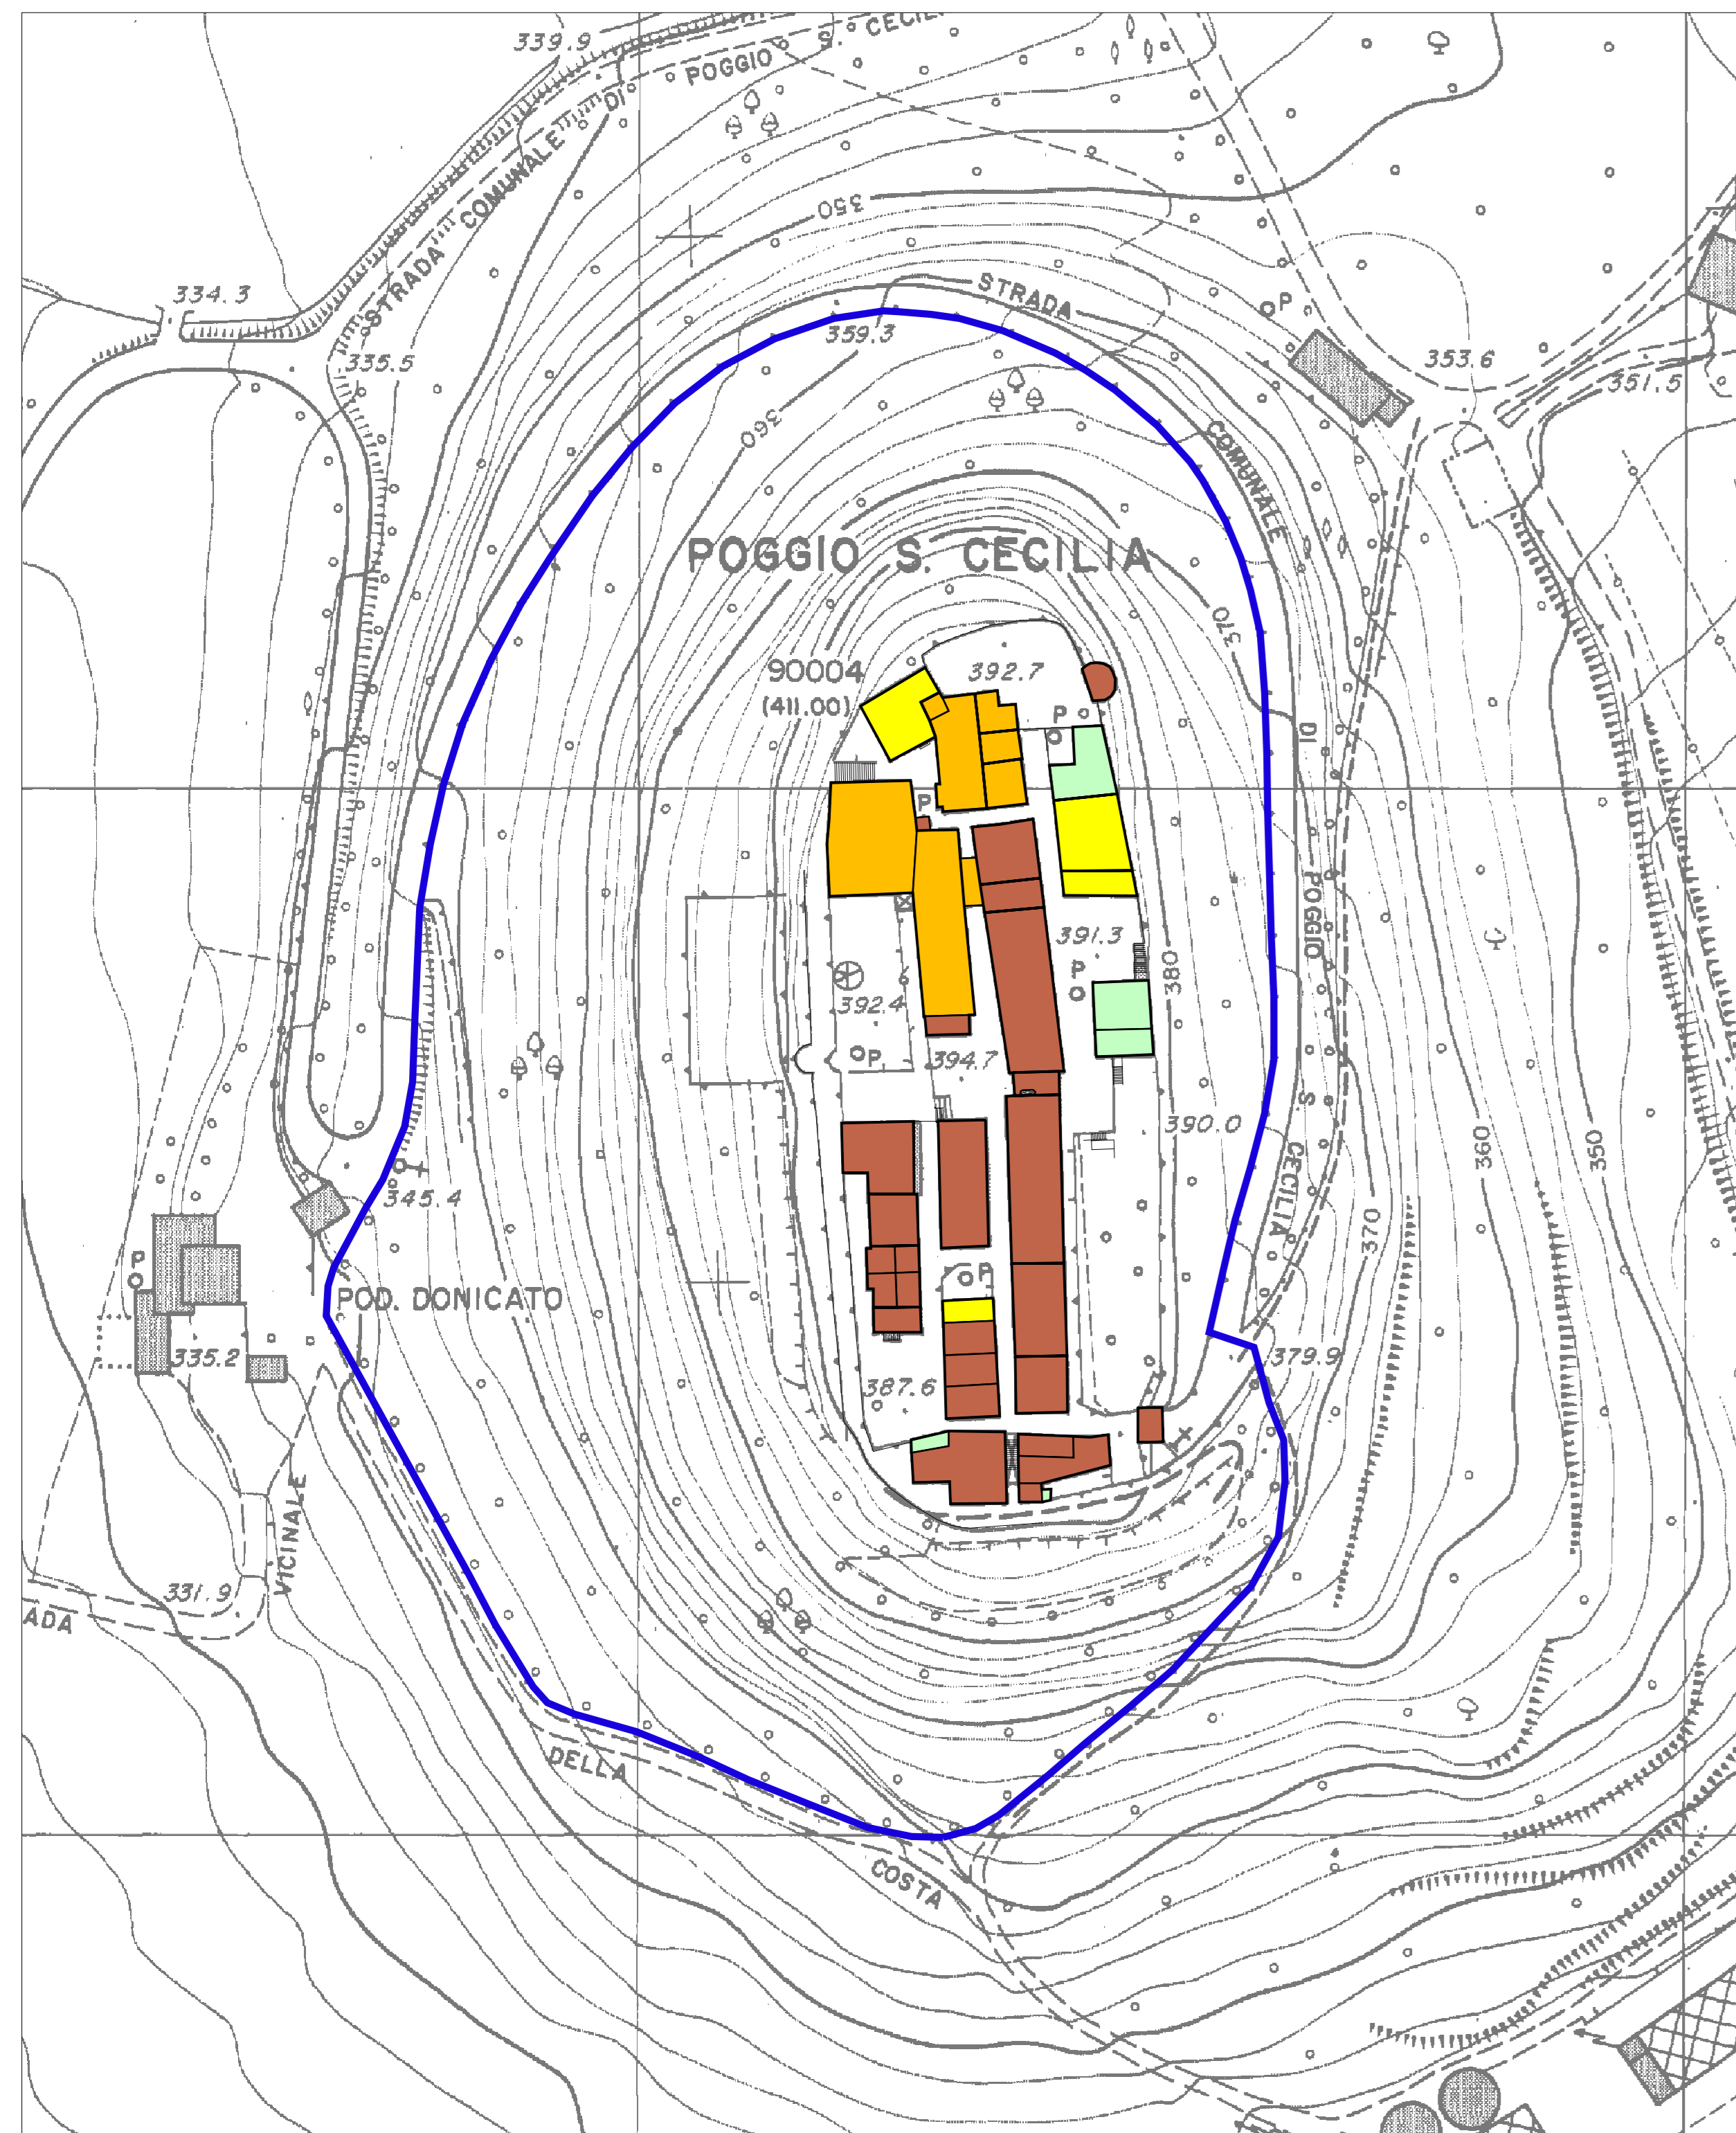 339.9
STRADA COMUNALE DI POGGIO S. CECIL
334.3
335.5
350
STRADA COMUNALE DI POGGIO S. CECILIA
359.3
P
353.6
351.5
360
POGGIO S. CECILIA
370
90004
(411.00)
392.7
P
P
391.3
P
380
392.4
P
394.7
390.0
360
350
345.4
370
P
P
POD. DONICATO
335.2
379.9
387.6
VICINALE
331.9
ADA
DELLA
COSTA